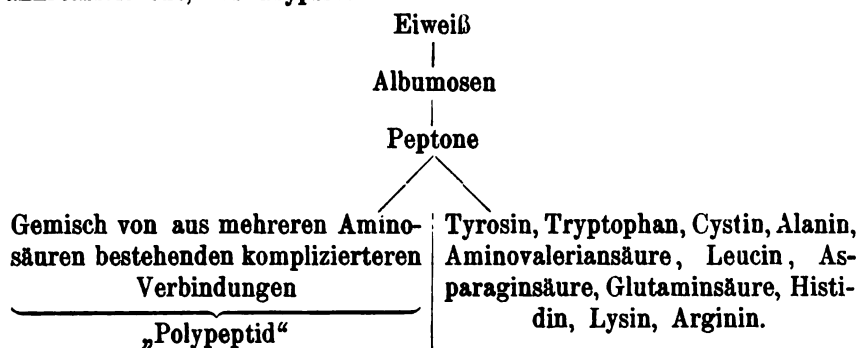 Eiweiß
Albumosen
Peptone
Gemisch von aus mehreren Amino-
säuren bestehenden komplizierteren
Verbindungen
„Polypeptid“
Tyrosin, Tryptophan, Cystin, Alanin,
Aminovaleriansäure, Leucin, As-
paraginsäure, Glutaminsäure, Histi-
din, Lysin, Arginin.